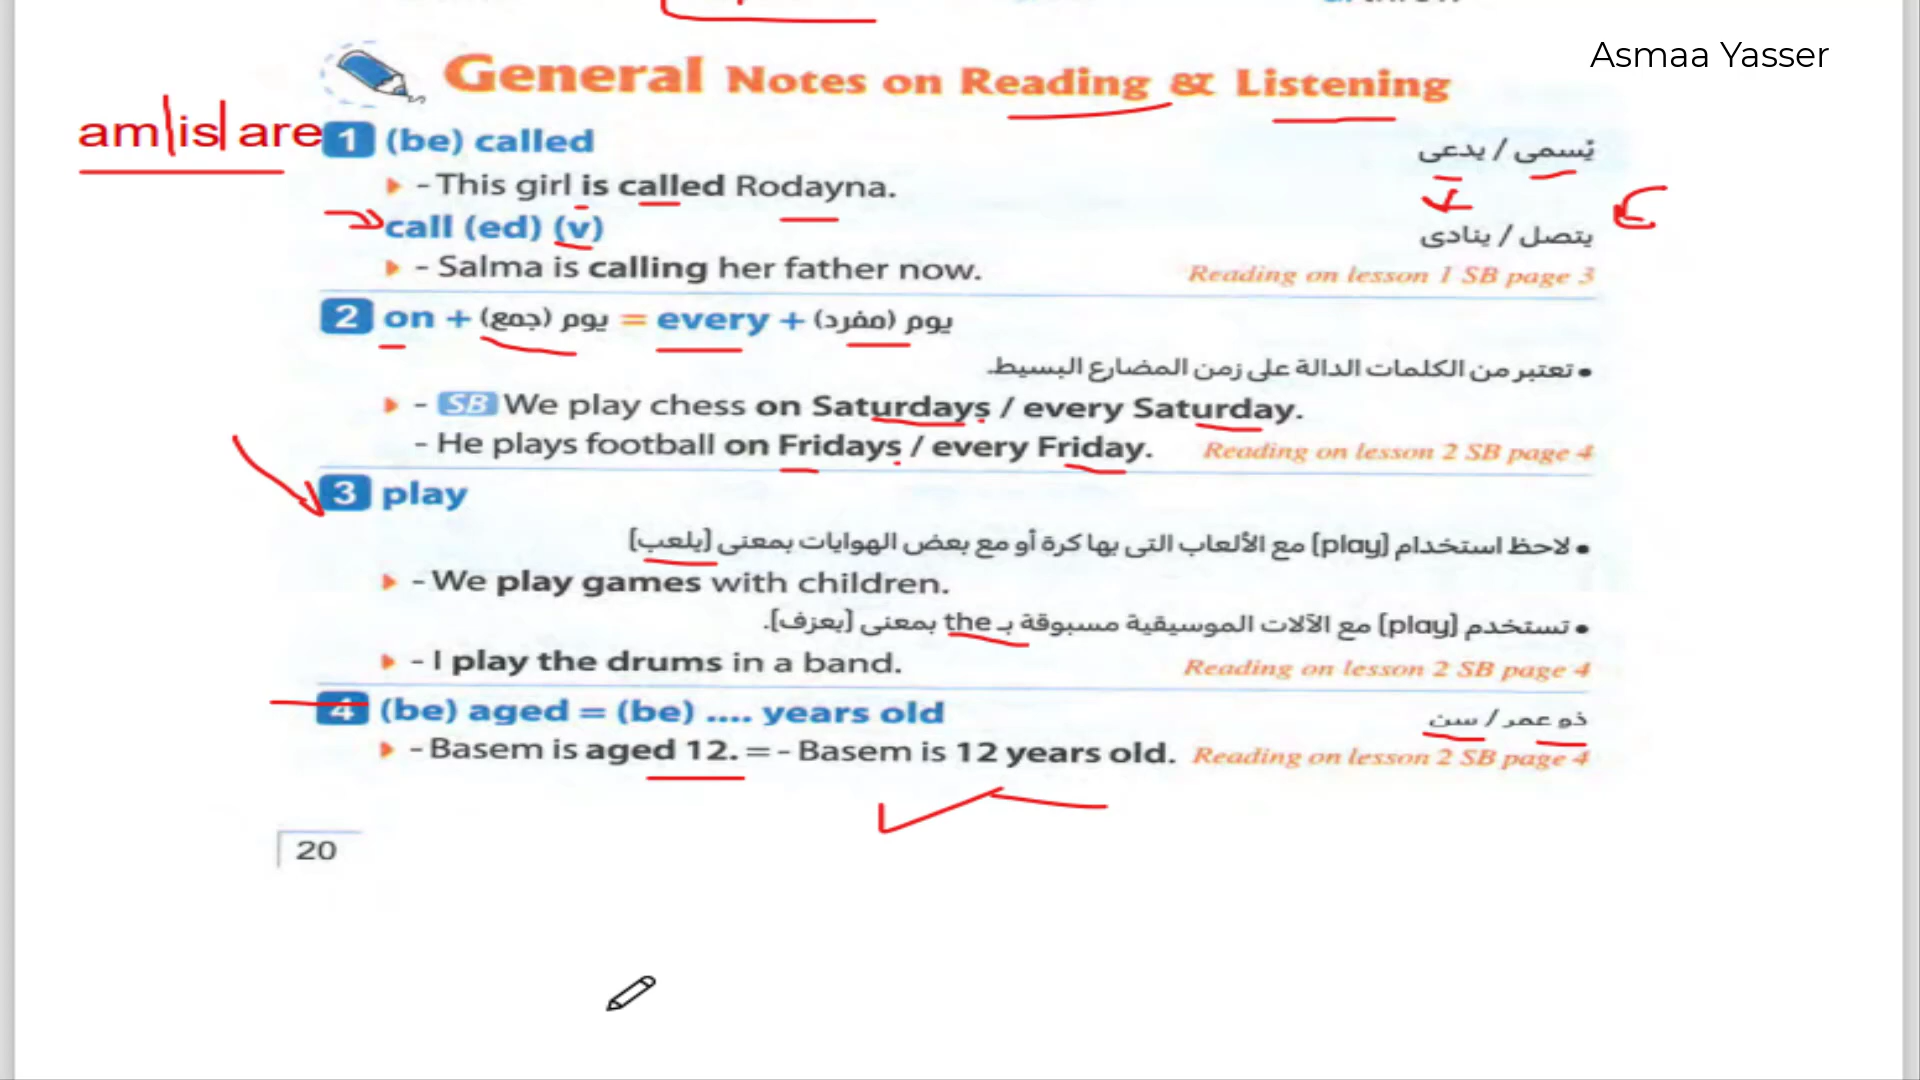 Asmaa Yasser
General Notes on Reading & Listening
am|is|are
1 (be) called يُسمى / يدعى
- This girl is called Rodayna.
call (ed) (v) يتصل / ينادى
- Salma is calling her father now. Reading on lesson 1 SB page 3
2 on + يوم (جمع) = every + يوم (مفرد)
• تعتبر من الكلمات الدالة على زمن المضارع البسيط.
- SB We play chess on Saturdays / every Saturday.
- He plays football on Fridays / every Friday. Reading on lesson 2 SB page 4
3 play
• لاحظ استخدام [play] مع الألعاب التى بها كرة أو مع بعض الهوايات بمعنى [يلعب]
- We play games with children.
• تستخدم [play] مع الآلات الموسيقية مسبوقة بـ the بمعنى [يعزف].
- I play the drums in a band. Reading on lesson 2 SB page 4
4 (be) aged = (be) .... years old ذو عمر / سن
- Basem is aged 12. = - Basem is 12 years old. Reading on lesson 2 SB page 4
20